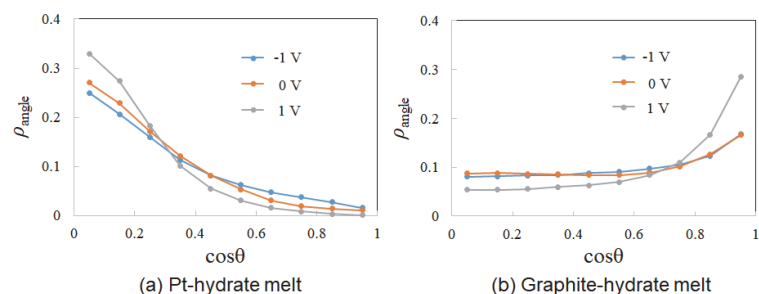 0.4
0.3
0.2
0.1
0
0
0.2
0.4
0.6
0.8
1
ρangle
cosθ
-1 V
0 V
1 V
(a) Pt-hydrate melt
0.4
0.3
0.2
0.1
0
0
0.2
0.4
0.6
0.8
1
ρangle
cosθ
-1 V
0 V
1 V
(b) Graphite-hydrate melt